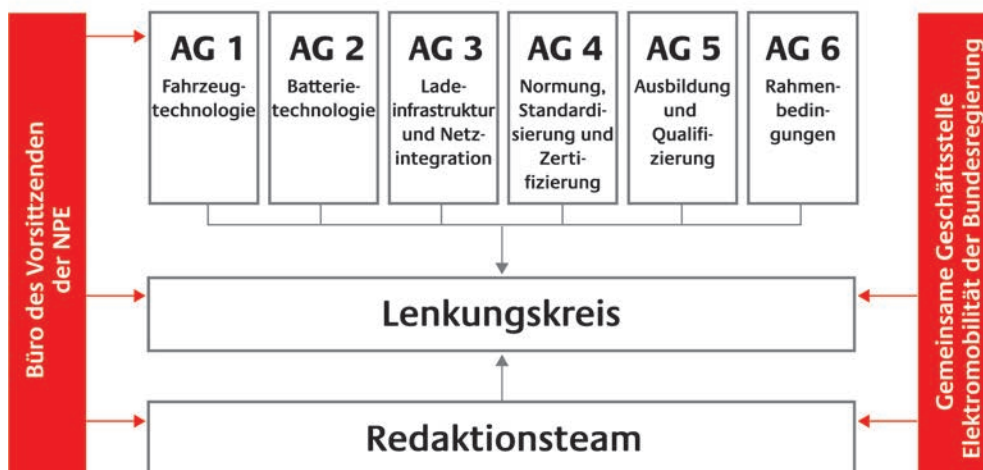 Büro des Vorsittzenden
der NPE
AG 1
Fahrzeug-
technologie
AG 2
Batterie-
technologie
AG 3
Lade-
infrastruktur
und Netz-
integration
AG 4
Normung,
Standardi-
sierung und
Zerti-
fizierung
AG 5
Ausbildung
und
Qualifi-
zierung
AG 6
Rahmen-
bedin-
gungen
Lenkungskreis
Redaktionsteam
Gemeinsame Geschäftsstelle
Elektromobilität der Bundesregierung